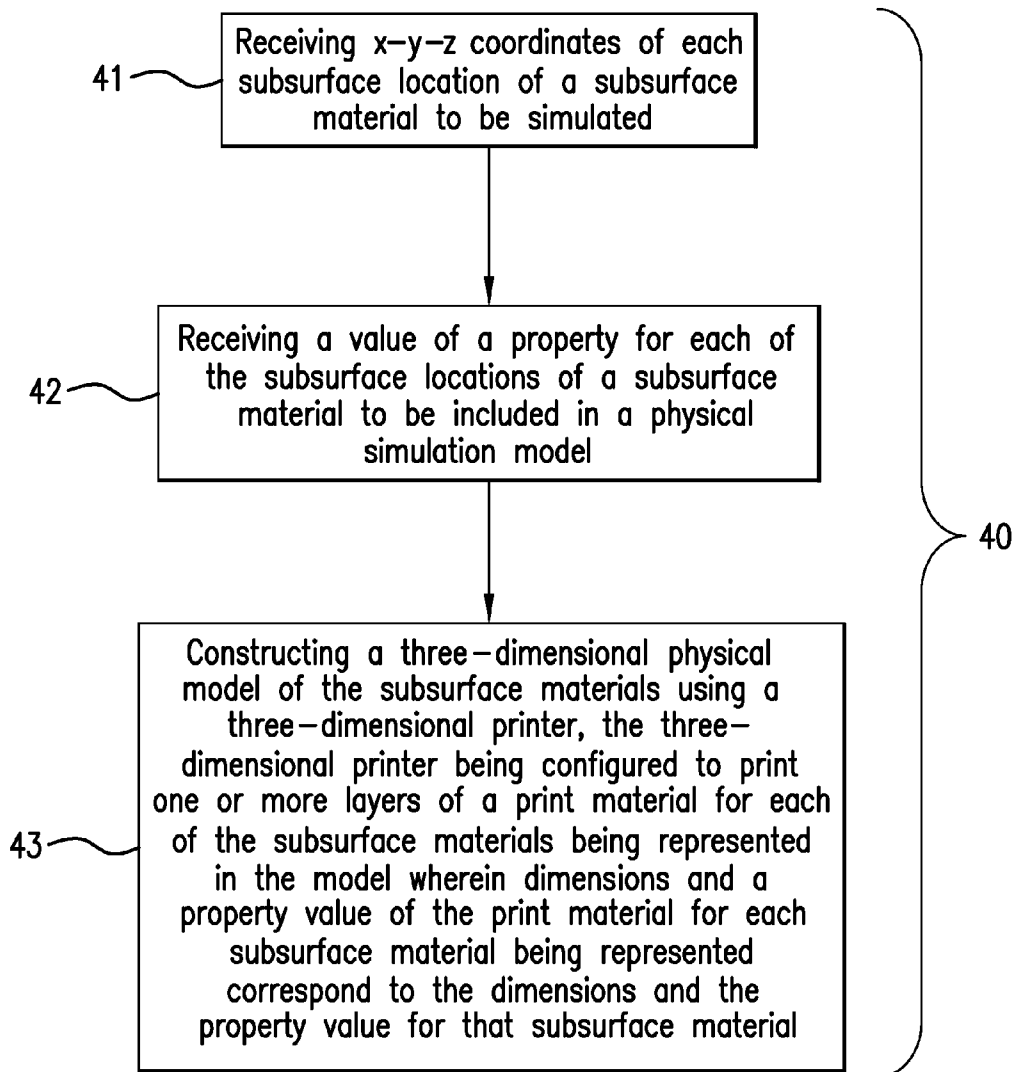 Receiving x-y-z coordinates of each
subsurface location of a subsurface
material to be simulated
41
Receiving a value of a property for each of
the subsurface locations of a subsurface
material to be included in a physical
simulation model
42
40
Constructing a three-dimensional physical
model of the subsurface materials using a
three-dimensional printer, the three-
dimensional printer being configured to print
one or more layers of a print material for each
of the subsurface materials being represented
in the model wherein dimensions and a
property value of the print material for each
subsurface material being represented
correspond to the dimensions and the
property value for that subsurface material
43